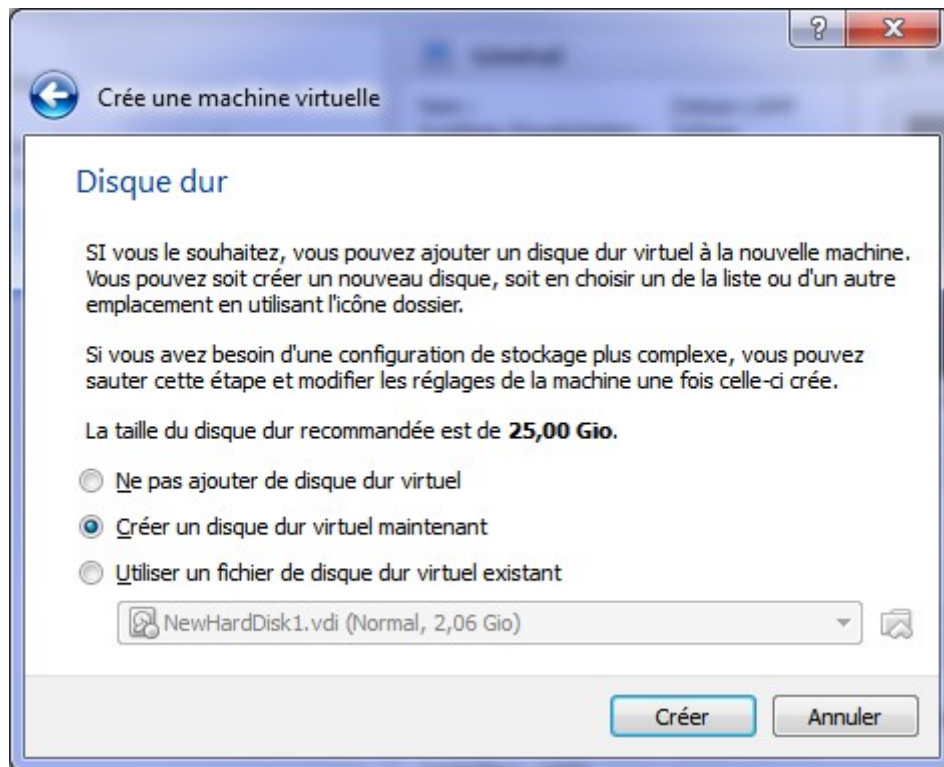 Crée une machine virtuelle
Disque dur
SI vous le souhaitez, vous pouvez ajouter un disque dur virtuel à la nouvelle machine.
Vous pouvez soit créer un nouveau disque, soit en choisir un de la liste ou d'un autre
emplacement en utilisant l'icône dossier.
Si vous avez besoin d'une configuration de stockage plus complexe, vous pouvez
sauter cette étape et modifier les réglages de la machine une fois celle-ci crée.
La taille du disque dur recommandée est de 25,00 Gio.
Ne pas ajouter de disque dur virtuel
Créer un disque dur virtuel maintenant
Utiliser un fichier de disque dur virtuel existant
NewHardDisk1.vdi (Normal, 2,06 Gio)
Créer Annuler